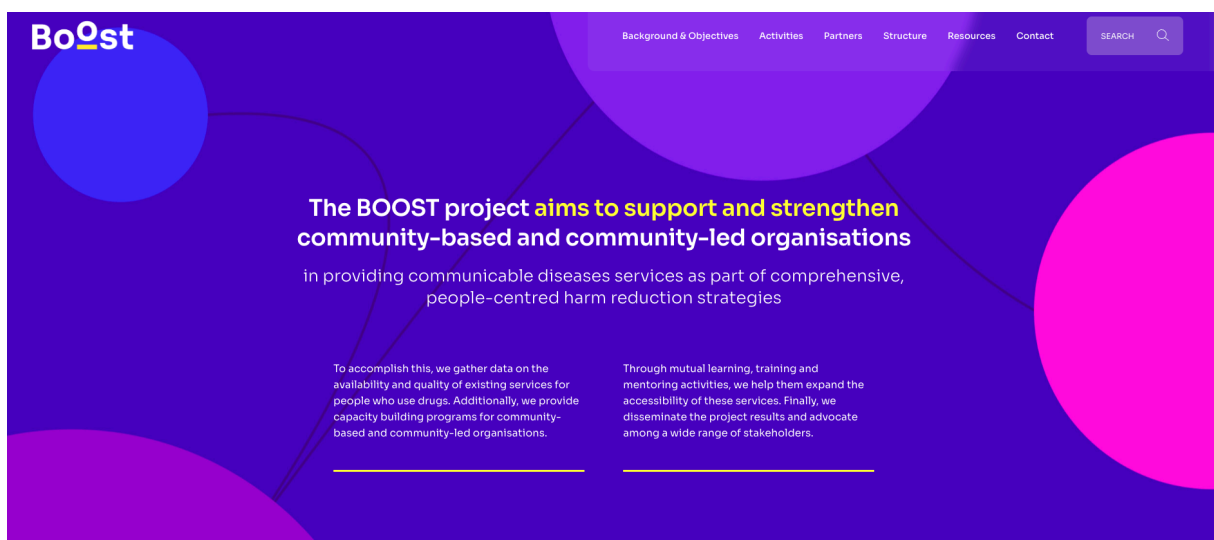 Boost
Background & Objectives
Activities
Partners
Structure
Resources
Contact
SEARCH
The BOOST project aims to support and strengthen
community-based and community-led organisations
in providing communicable diseases services as part of comprehensive,
people-centred harm reduction strategies
To accomplish this, we gather data on the
availability and quality of existing services for
people who use drugs. Additionally, we provide
capacity building programs for community-
based and community-led organisations.
Through mutual learning, training and
mentoring activities, we help them expand the
accessibility of these services. Finally, we
disseminate the project results and advocate
among a wide range of stakeholders.